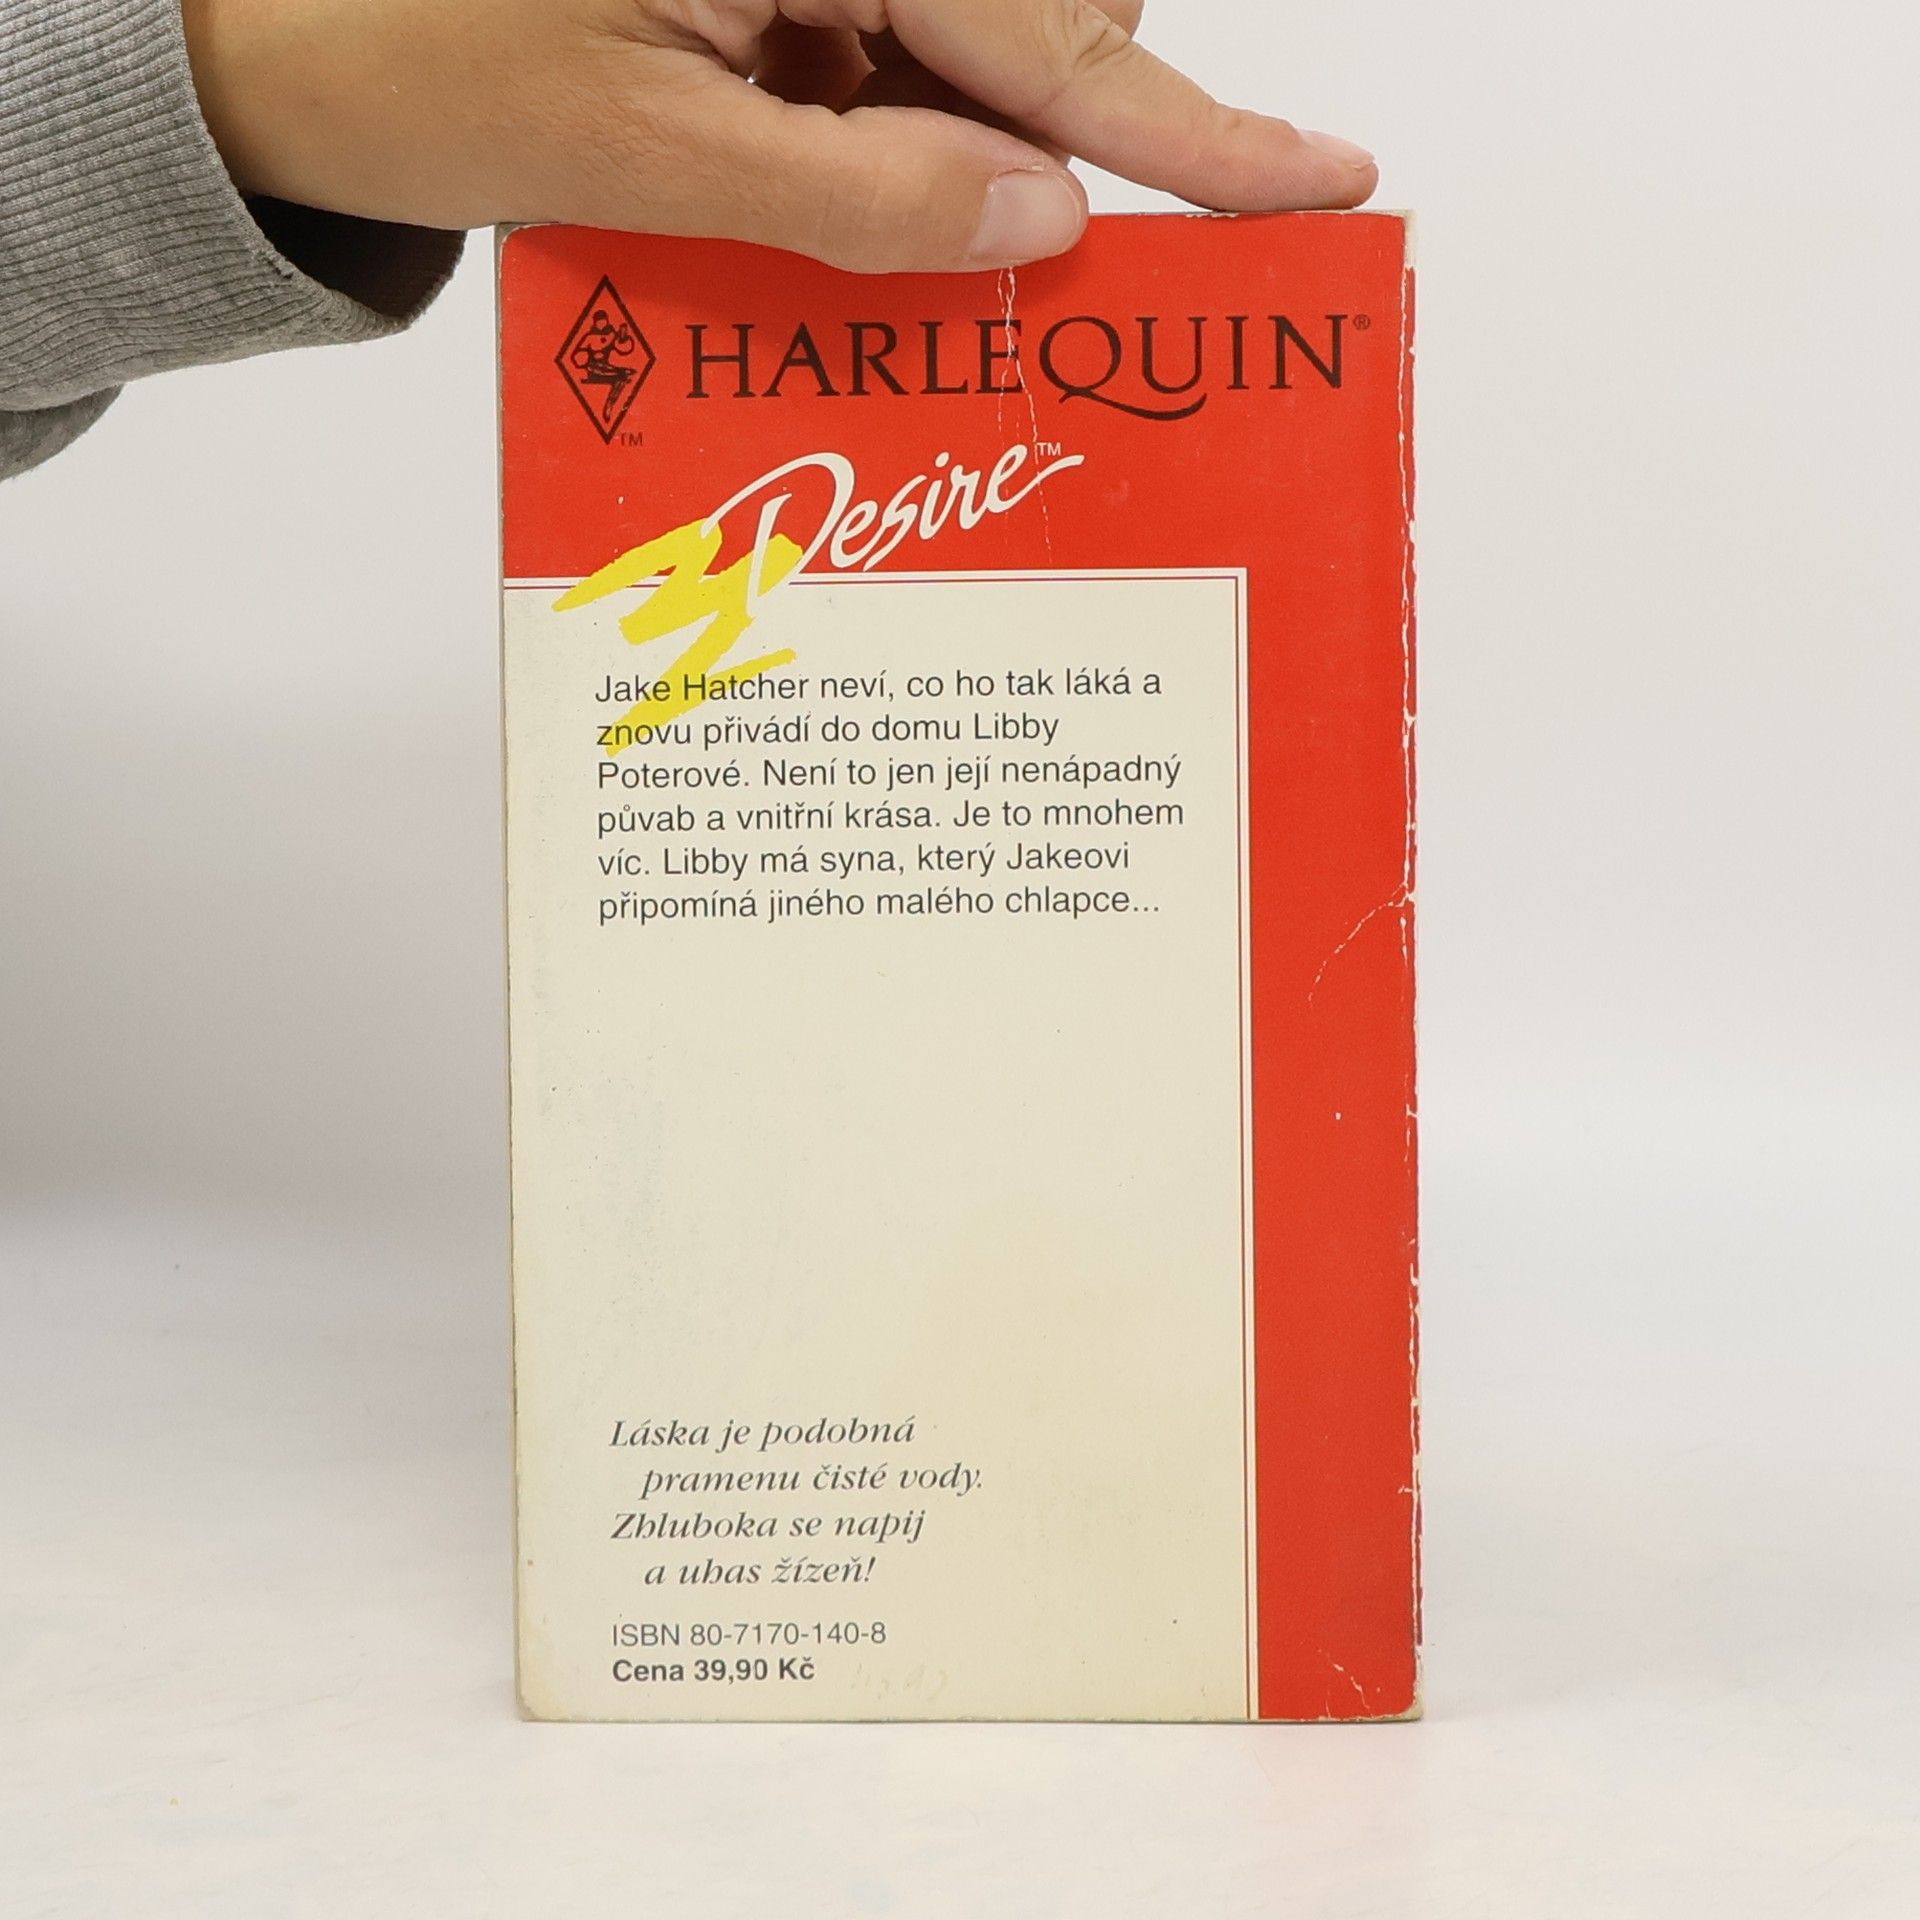 HARLEQUIN®
TM
Desire™
Jake Hatcher neví, co ho tak láká a
znovu přivádí do domu Libby
Poterové. Není to jen její nenápadný
půvab a vnitřní krása. Je to mnohem
víc. Libby má syna, který Jakeovi
připomíná jiného malého chlapce...
Láska je podobná
pramenu čisté vody.
Zhluboka se napij
a uhas žízeň!
ISBN 80-7170-140-8
Cena 39,90 Kč